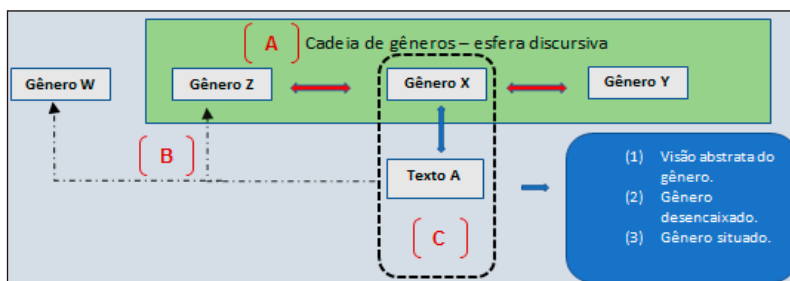 [ A ] Cadeia de gêneros – esfera discursiva
Gênero W
Gênero Z
Gênero X
Gênero Y
[ B ]
Texto A
[ C ]
(1) Visão abstrata do
gênero.
(2) Gênero
desencaixado.
(3) Gênero situado.